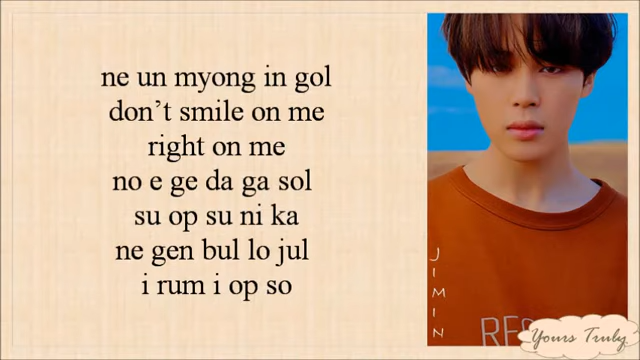 ne un myong in gol
don't smile on me
right on me
no e ge da ga sol
su op su ni ka
ne gen bul lo jul
i rum i op so
JIMIN
Yours Truly